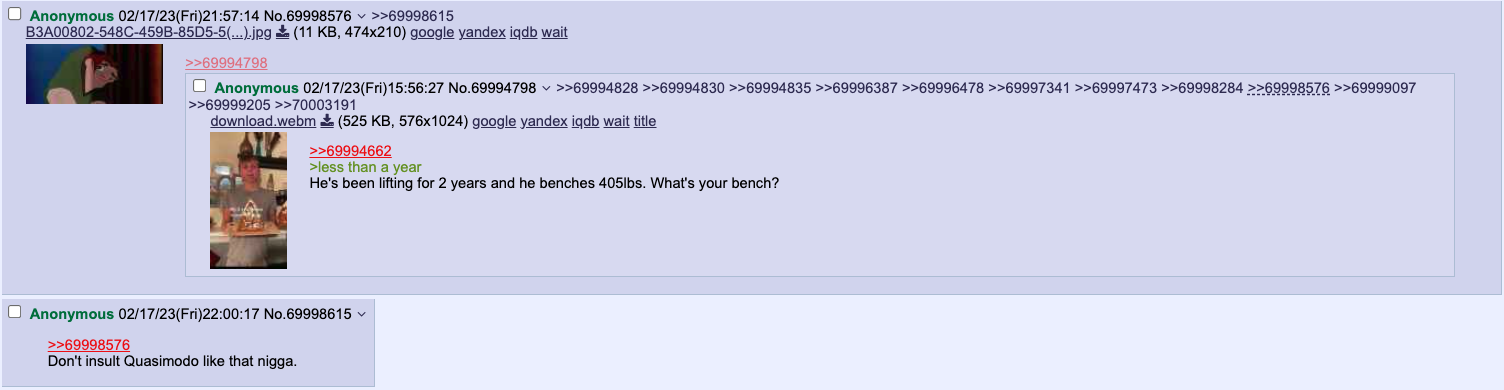 Anonymous 02/17/23(Fri)21:57:14 No.69998576 >>69998615
B3A00802-548C-459B-85D5-5(...).jpg (11 KB, 474x210) google yandex iqdb wait
>>69994798
Anonymous 02/17/23(Fri)15:56:27 No.69994798 >>69994828 >>69994830 >>69994835 >>69996387 >>69996478 >>69997341 >>69997473 >>69998284 >>69998576 >>69999097
>>69999205 >>70003191
download.webm (525 KB, 576x1024) google yandex iqdb wait title
>>69994662
>less than a year
He's been lifting for 2 years and he benches 405lbs. What's your bench?
Anonymous 02/17/23(Fri)22:00:17 No.69998615
>>69998576
Don't insult Quasimodo like that nigga.